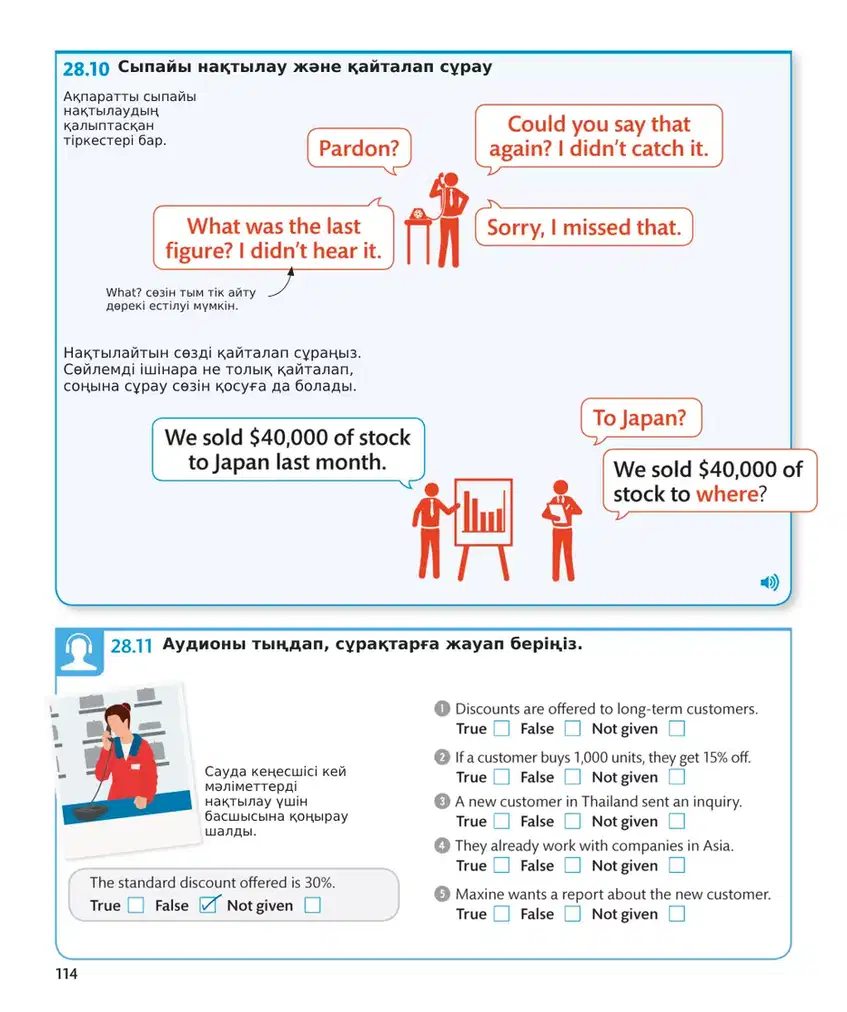 28.10 Сыпайы нақтылау және қайталап сұрау
Ақпаратты сыпайы
нақтылаудың
қалыптасқан
тіркестері бар.
Pardon?
Could you say that
again? I didn't catch it.
What was the last
figure? I didn't hear it.
Sorry, I missed that.
What? сөзін тым тік айту
дөрекі естілуі мүмкін.
Нақтылайтын сөзді қайталап сұраңыз.
Сөйлемді ішінара не толық қайталап,
соңына сұрау сөзін қосуға да болады.
We sold $40,000 of stock
to Japan last month.
To Japan?
We sold $40,000 of
stock to where?
28.11 Аудионы тыңдап, сұрақтарға жауап беріңіз.
Сауда кеңесшісі кей
мәліметтерді
нақтылау үшін
басшысына қоңырау
шалды.
The standard discount offered is 30%.
True False Not given
1 Discounts are offered to long-term customers.
True False Not given
2 If a customer buys 1,000 units, they get 15% off.
True False Not given
3 A new customer in Thailand sent an inquiry.
True False Not given
4 They already work with companies in Asia.
True False Not given
5 Maxine wants a report about the new customer.
True False Not given
114